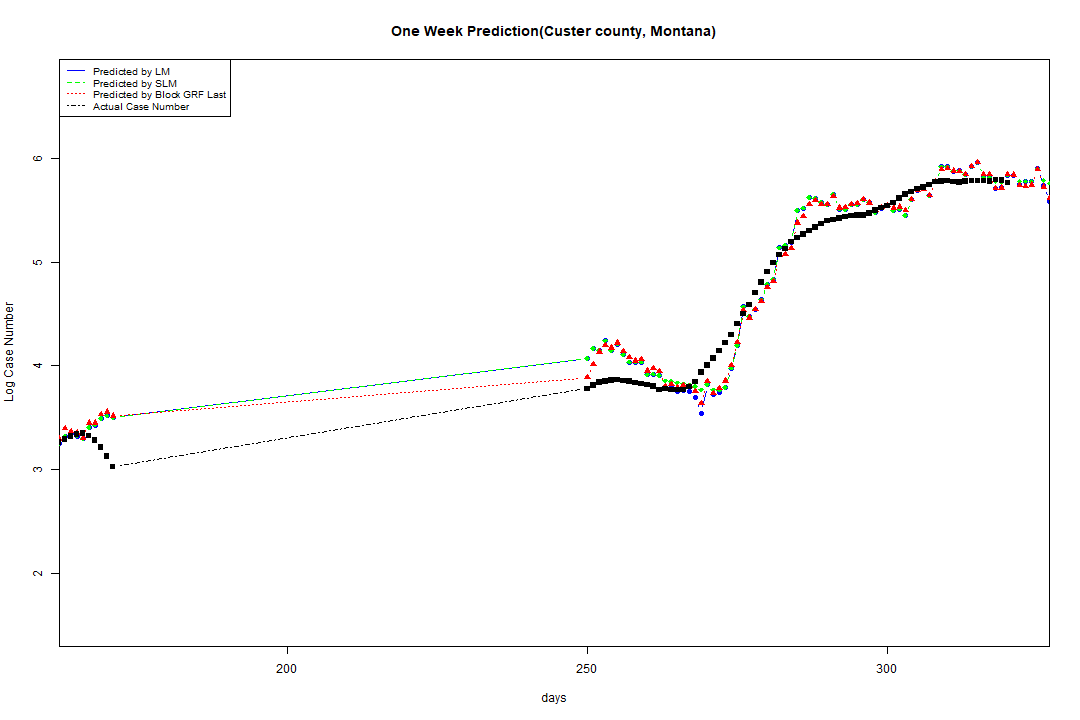 One Week Prediction(Custer county, Montana)
Predicted by LM
Predicted by SLM
Predicted by Block GRF Last
Actual Case Number
6
5
4
3
2
Log Case Number
200 250 300
days